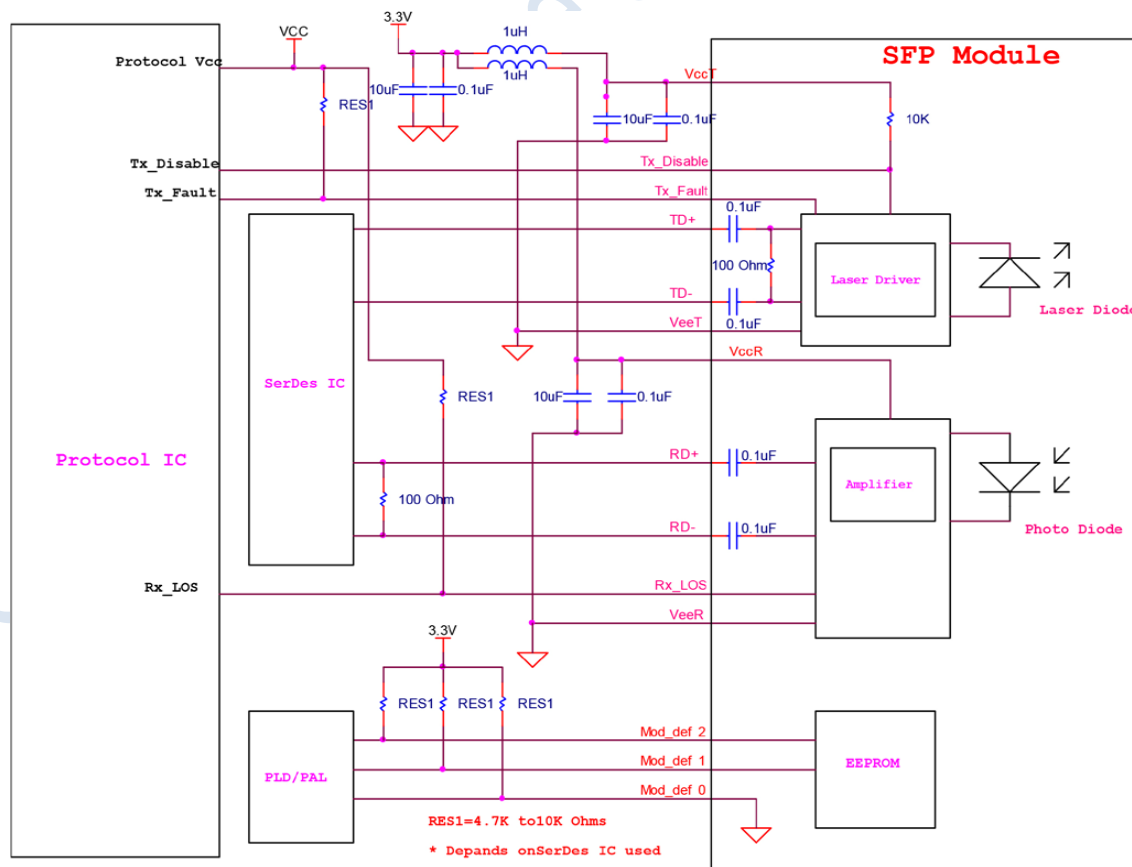 3.3V
VCC
1uH
SFP Module
Protocol Vcc
VccT
1uH
10uF
0.1uF
RES1
10uF
0.1uF
10K
Tx_Disable
Tx_Disable
Tx_Fault
Tx_Fault
0.1uF
TD+
100 Ohm
Laser Driver
TD-
Laser Diode
VeeT
0.1uF
VccR
SerDes IC
RES1
10uF
0.1uF
Protocol IC
RD+
0.1uF
Amplifier
100 Ohm
RD-
0.1uF
Photo Diode
Rx_LOS
Rx_LOS
VeeR
3.3V
RES1
RES1
RES1
Mod_def 2
Mod_def 1
PLD/PAL
EEPROM
Mod_def 0
RES1=4.7K to10K Ohms
* Depands onSerDes IC used